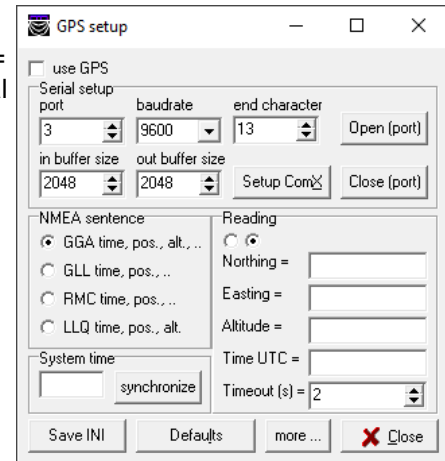 GPS setup
use GPS
Serial setup
port baudrate end character
3 9600 13 Open (port)
in buffer size out buffer size
2048 2048 Setup ComX Close (port)
NMEA sentence
GGA time, pos., alt., ..
GLL time, pos., ..
RMC time, pos., ..
LLQ time, pos., alt.
System time
synchronize
Reading
Northing =
Easting =
Altitude =
Time UTC =
Timeout (s) = 2
Save INI Defaults more ... Close